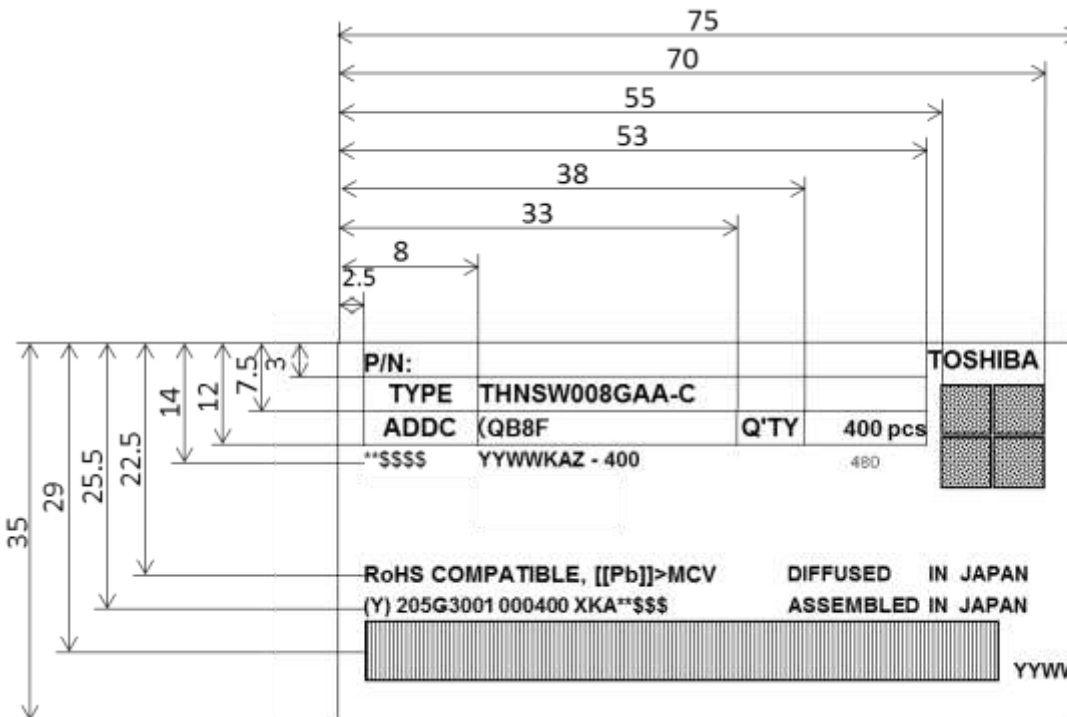 75
70
55
53
38
33
8
2.5
3
7.5
12
14
22.5
25.5
29
35
P/N: TOSHIBA
TYPE THNSW008GAA-C
ADDC (QB8F Q'TY 400 pcs
**$$$$ YYWWKAZ - 400 480
RoHS COMPATIBLE, [[Pb]]>MCV DIFFUSED IN JAPAN
(Y) 205G3001 000400 XKA**$$$ ASSEMBLED IN JAPAN